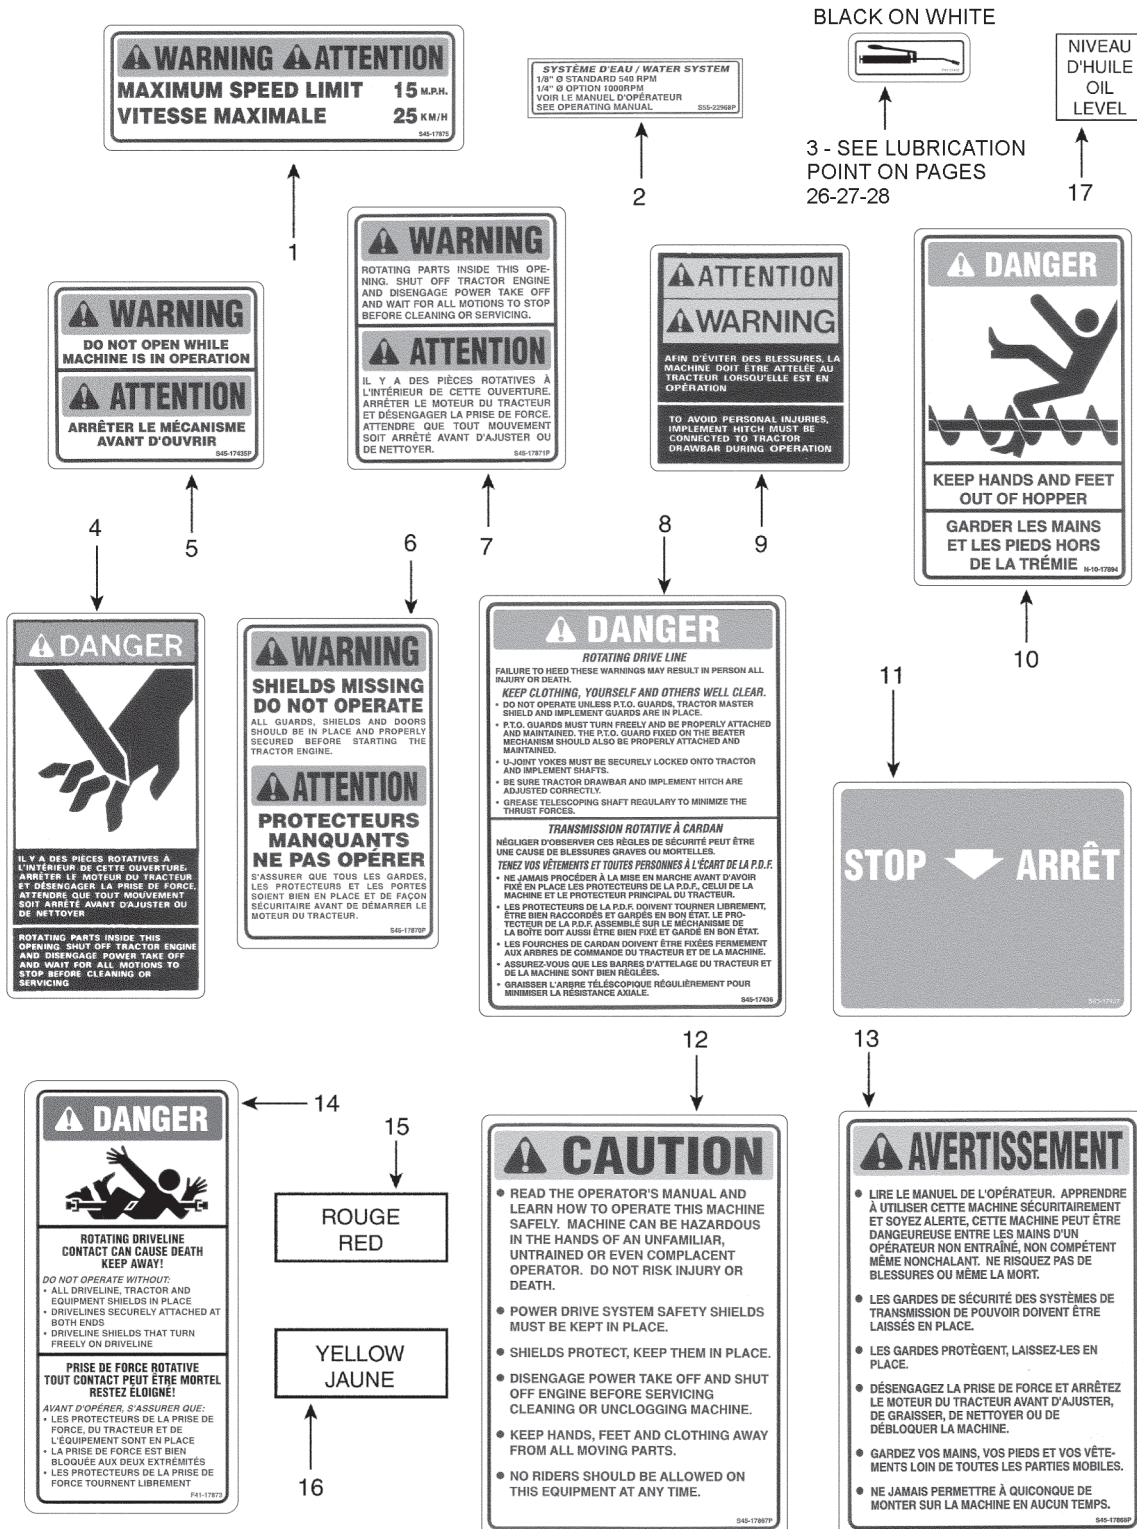 WARNING ATTENTION
MAXIMUM SPEED LIMIT 15 M.P.H.
VITESSE MAXIMALE 25 KM/H
S45-17875
1
SYSTÈME D'EAU / WATER SYSTEM
1/8" Ø STANDARD 540 RPM
1/4" Ø OPTION 1000RPM
VOIR LE MANUEL D'OPÉRATEUR
SEE OPERATING MANUAL S55-22968P
2
BLACK ON WHITE
3 - SEE LUBRICATION
POINT ON PAGES
26-27-28
NIVEAU
D'HUILE
OIL
LEVEL
17
WARNING
DO NOT OPEN WHILE
MACHINE IS IN OPERATION
ATTENTION
ARRÊTER LE MÉCANISME
AVANT D'OUVRIR
S45-17435P
5
WARNING
ROTATING PARTS INSIDE THIS OPE-
NING. SHUT OFF TRACTOR ENGINE
AND DISENGAGE POWER TAKE OFF
AND WAIT FOR ALL MOTIONS TO STOP
BEFORE CLEANING OR SERVICING.
ATTENTION
IL Y A DES PIÈCES ROTATIVES À
L'INTÉRIEUR DE CETTE OUVERTURE.
ARRÊTER LE MOTEUR DU TRACTEUR
ET DÉSENGAGER LA PRISE DE FORCE.
ATTENDRE QUE TOUT MOUVEMENT
SOIT ARRÊTÉ AVANT D'AJUSTER OU
DE NETTOYER.
S45-17871P
7
ATTENTION
WARNING
AFIN D'ÉVITER DES BLESSURES, LA
MACHINE DOIT ÊTRE ATTELÉE AU
TRACTEUR LORSQU'ELLE EST EN
OPÉRATION
TO AVOID PERSONAL INJURIES,
IMPLEMENT HITCH MUST BE
CONNECTED TO TRACTOR
DRAWBAR DURING OPERATION
9
DANGER
KEEP HANDS AND FEET
OUT OF HOPPER
GARDER LES MAINS
ET LES PIEDS HORS
DE LA TRÉMIE N-10-17894
10
4
DANGER
IL Y A DES PIÈCES ROTATIVES À
L'INTÉRIEUR DE CETTE OUVERTURE,
ARRÊTER LE MOTEUR DU TRACTEUR
ET DÉSENGAGER LA PRISE DE FORCE,
ATTENDRE QUE TOUT MOUVEMENT
SOIT ARRÊTÉ AVANT D'AJUSTER OU
DE NETTOYER
ROTATING PARTS INSIDE THIS
OPENING SHUT OFF TRACTOR ENGINE
AND DISENGAGE POWER TAKE OFF
AND WAIT FOR ALL MOTIONS TO
STOP BEFORE CLEANING OR
SERVICING
6
WARNING
SHIELDS MISSING
DO NOT OPERATE
ALL GUARDS, SHIELDS AND DOORS
SHOULD BE IN PLACE AND PROPERLY
SECURED BEFORE STARTING THE
TRACTOR ENGINE.
ATTENTION
PROTECTEURS
MANQUANTS
NE PAS OPÉRER
S'ASSURER QUE TOUS LES GARDES,
LES PROTECTEURS ET LES PORTES
SOIENT BIEN EN PLACE ET DE FAÇON
SÉCURITAIRE AVANT DE DÉMARRER LE
MOTEUR DU TRACTEUR.
S45-17870P
8
DANGER
ROTATING DRIVE LINE
FAILURE TO HEED THESE WARNINGS MAY RESULT IN PERSON ALL
INJURY OR DEATH.
KEEP CLOTHING, YOURSELF AND OTHERS WELL CLEAR.
• DO NOT OPERATE UNLESS P.T.O. GUARDS, TRACTOR MASTER
SHIELD AND IMPLEMENT GUARDS ARE IN PLACE.
• P.T.O. GUARDS MUST TURN FREELY AND BE PROPERLY ATTACHED
AND MAINTAINED. THE P.T.O. GUARD FIXED ON THE BEATER
MECHANISM SHOULD ALSO BE PROPERLY ATTACHED AND
MAINTAINED.
• U-JOINT YOKES MUST BE SECURELY LOCKED ONTO TRACTOR
AND IMPLEMENT SHAFTS.
• BE SURE TRACTOR DRAWBAR AND IMPLEMENT HITCH ARE
ADJUSTED CORRECTLY.
• GREASE TELESCOPING SHAFT REGULARY TO MINIMIZE THE
THRUST FORCES.
TRANSMISSION ROTATIVE À CARDAN
NÉGLIGER D'OBSERVER CES RÈGLES DE SÉCURITÉ PEUT ÊTRE
UNE CAUSE DE BLESSURES GRAVES OU MORTELLES.
TENEZ VOS VÊTEMENTS ET TOUTES PERSONNES À L'ÉCART DE LA P.D.F.
• NE JAMAIS PROCÉDER À LA MISE EN MARCHE AVANT D'AVOIR
FIXÉ EN PLACE LES PROTECTEURS DE LA P.D.F., CELUI DE LA
MACHINE ET LE PROTECTEUR PRINCIPAL DU TRACTEUR.
• LES PROTECTEURS DE LA P.D.F. DOIVENT TOURNER LIBREMENT,
ÊTRE BIEN RACCORDÉS ET GARDÉS EN BON ÉTAT. LE PRO-
TECTEUR DE LA P.D.F. ASSEMBLÉ SUR LE MÉCHANISME DE
LA BOÎTE DOIT AUSSI ÊTRE BIEN FIXÉ ET GARDÉ EN BON ÉTAT.
• LES FOURCHES DE CARDAN DOIVENT ÊTRE FIXÉES FERMEMENT
AUX ARBRES DE COMMANDE DU TRACTEUR ET DE LA MACHINE.
• ASSUREZ-VOUS QUE LES BARRES D'ATTELAGE DU TRACTEUR ET
DE LA MACHINE SONT BIEN RÈGLÉES.
• GRAISSER L'ARBRE TÉLÉSCOPIQUE RÉGULIÈREMENT POUR
MINIMISER LA RÉSISTANCE AXIALE.
S45-17436
11
STOP ARRÊT
14
DANGER
ROTATING DRIVELINE
CONTACT CAN CAUSE DEATH
KEEP AWAY!
DO NOT OPERATE WITHOUT:
• ALL DRIVELINE, TRACTOR AND
EQUIPMENT SHIELDS IN PLACE
• DRIVELINES SECURELY ATTACHED AT
BOTH ENDS
• DRIVELINE SHIELDS THAT TURN
FREELY ON DRIVELINE
PRISE DE FORCE ROTATIVE
TOUT CONTACT PEUT ÊTRE MORTEL
RESTEZ ÉLOIGNÉ!
AVANT D'OPÉRER, S'ASSURER QUE:
• LES PROTECTEURS DE LA PRISE DE
FORCE, DU TRACTEUR ET DE
L'ÉQUIPEMENT SONT EN PLACE
• LA PRISE DE FORCE EST BIEN
BLOQUÉE AUX DEUX EXTRÉMITÉS
• LES PROTECTEURS DE LA PRISE DE
FORCE TOURNENT LIBREMENT
F41-17873
15
ROUGE
RED
YELLOW
JAUNE
16
12
CAUTION
• READ THE OPERATOR'S MANUAL AND
LEARN HOW TO OPERATE THIS MACHINE
SAFELY. MACHINE CAN BE HAZARDOUS
IN THE HANDS OF AN UNFAMILIAR,
UNTRAINED OR EVEN COMPLACENT
OPERATOR. DO NOT RISK INJURY OR
DEATH.
• POWER DRIVE SYSTEM SAFETY SHIELDS
MUST BE KEPT IN PLACE.
• SHIELDS PROTECT, KEEP THEM IN PLACE.
• DISENGAGE POWER TAKE OFF AND SHUT
OFF ENGINE BEFORE SERVICING
CLEANING OR UNCLOGGING MACHINE.
• KEEP HANDS, FEET AND CLOTHING AWAY
FROM ALL MOVING PARTS.
• NO RIDERS SHOULD BE ALLOWED ON
THIS EQUIPMENT AT ANY TIME.
S45-17867P
13
AVERTISSEMENT
• LIRE LE MANUEL DE L'OPÉRATEUR. APPRENDRE
À UTILISER CETTE MACHINE SÉCURITAIREMENT
ET SOYEZ ALERTE, CETTE MACHINE PEUT ÊTRE
DANGEUREUSE ENTRE LES MAINS D'UN
OPÉRATEUR NON ENTRAÎNÉ, NON COMPÉTENT
MÊME NONCHALANT. NE RISQUEZ PAS DE
BLESSURES OU MÊME LA MORT.
• LES GARDES DE SÉCURITÉ DES SYSTÈMES DE
TRANSMISSION DE POUVOIR DOIVENT ÊTRE
LAISSÉS EN PLACE.
• LES GARDES PROTÈGENT, LAISSEZ-LES EN
PLACE.
• DÉSENGAGEZ LA PRISE DE FORCE ET ARRÊTEZ
LE MOTEUR DU TRACTEUR AVANT D'AJUSTER,
DE GRAISSER, DE NETTOYER OU DE
DÉBLOQUER LA MACHINE.
• GARDEZ VOS MAINS, VOS PIEDS ET VOS VÊTE-
MENTS LOIN DE TOUTES LES PARTIES MOBILES.
• NE JAMAIS PERMETTRE À QUICONQUE DE
MONTER SUR LA MACHINE EN AUCUN TEMPS.
S45-17868P